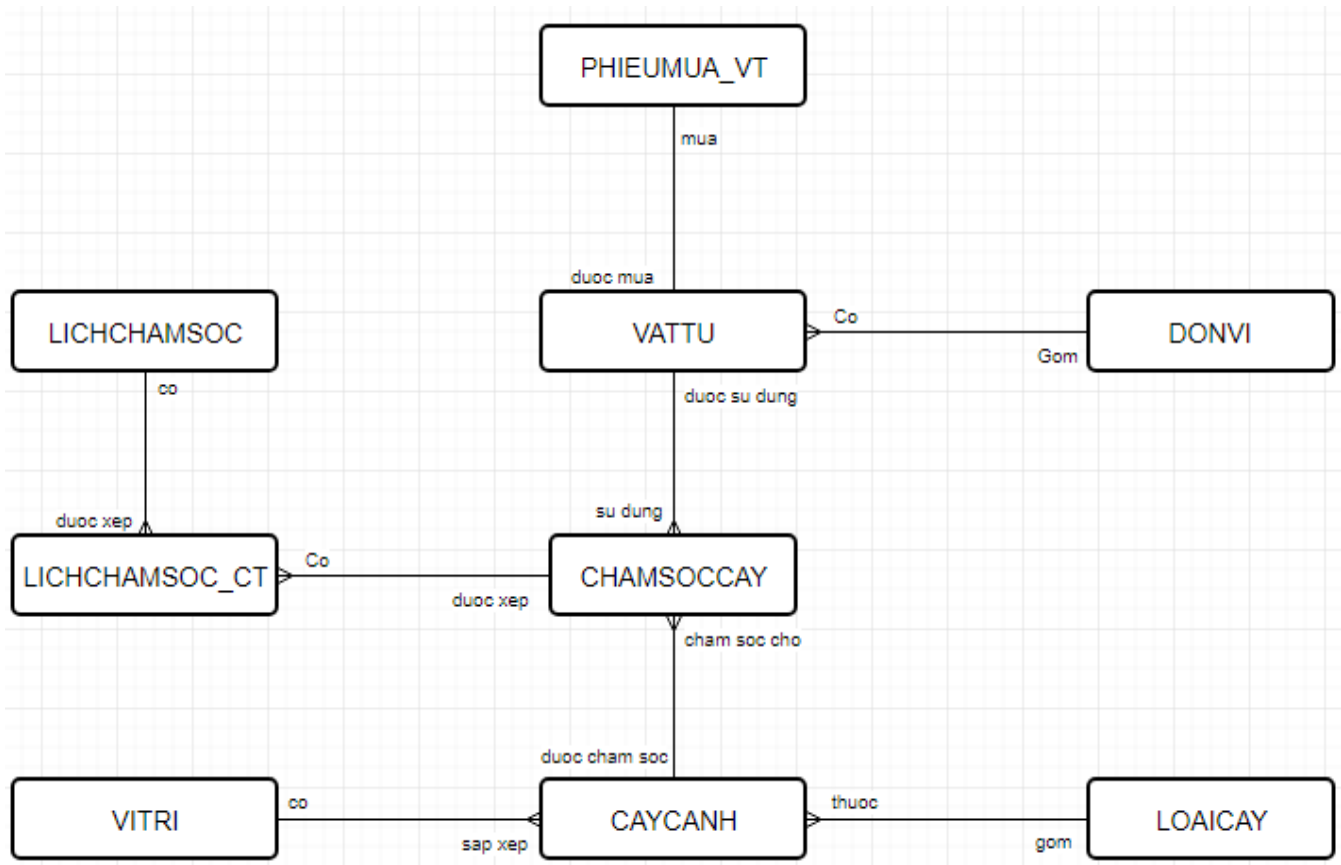 PHIEUMUA_VT
mua
duoc mua
LICHCHAMSOC
VATTU
Co
Gom
DONVI
co
duoc su dung
duoc xep
su dung
LICHCHAMSOC_CT
Co
duoc xep
CHAMSOCCAY
cham soc cho
duoc cham soc
VITRI
co
sap xep
CAYCANH
thuoc
gom
LOAICAY